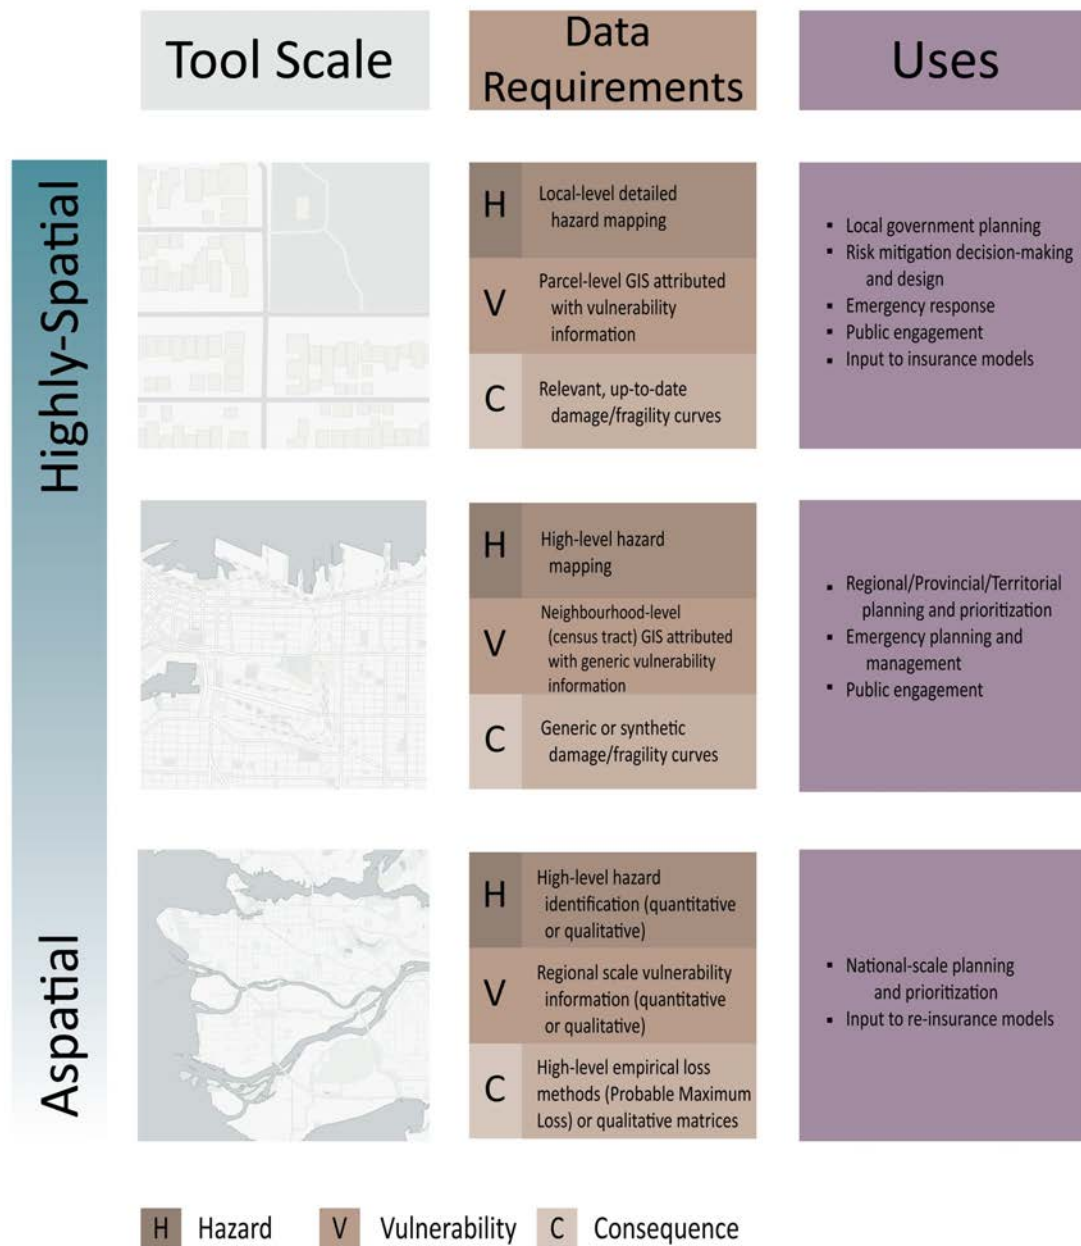 Tool Scale
Data
Requirements
Uses
Highly-Spatial
H
Local-level detailed
hazard mapping
V
Parcel-level GIS attributed
with vulnerability
information
C
Relevant, up-to-date
damage/fragility curves
▪ Local government planning
▪ Risk mitigation decision-making
and design
▪ Emergency response
▪ Public engagement
▪ Input to insurance models
H
High-level hazard
mapping
V
Neighbourhood-level
(census tract) GIS attributed
with generic vulnerability
information
C
Generic or synthetic
damage/fragility curves
▪ Regional/Provincial/Territorial
planning and prioritization
▪ Emergency planning and
management
▪ Public engagement
Aspatial
H
High-level hazard
identification (quantitative
or qualitative)
V
Regional scale vulnerability
information (quantitative
or qualitative)
C
High-level empirical loss
methods (Probable Maximum
Loss) or qualitative matrices
▪ National-scale planning
and prioritization
▪ Input to re-insurance models
H Hazard V Vulnerability C Consequence